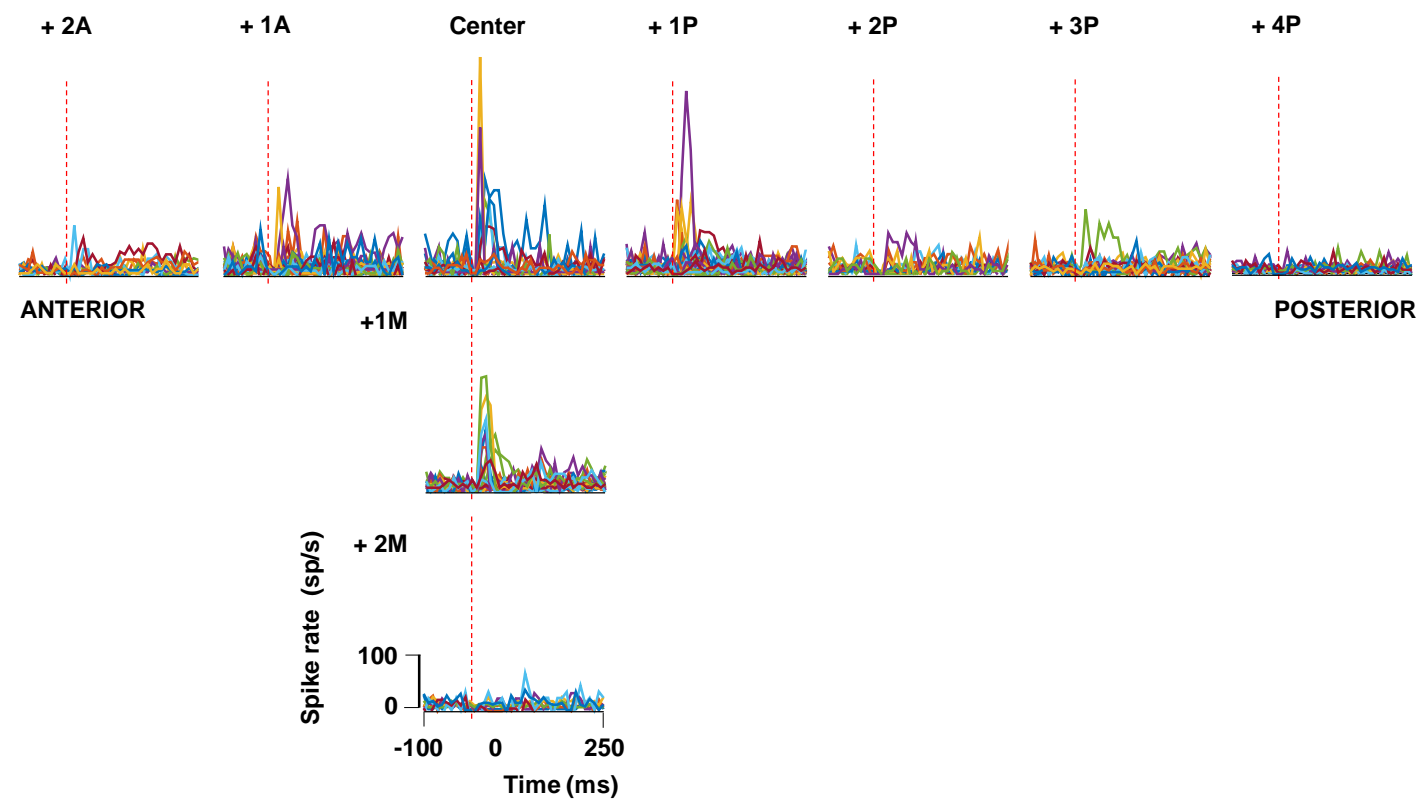 + 2A
+ 1A
Center
+ 1P
+ 2P
+ 3P
+ 4P
ANTERIOR
POSTERIOR
+1M
+ 2M
Spike rate (sp/s)
100
0
-100
0
250
Time (ms)